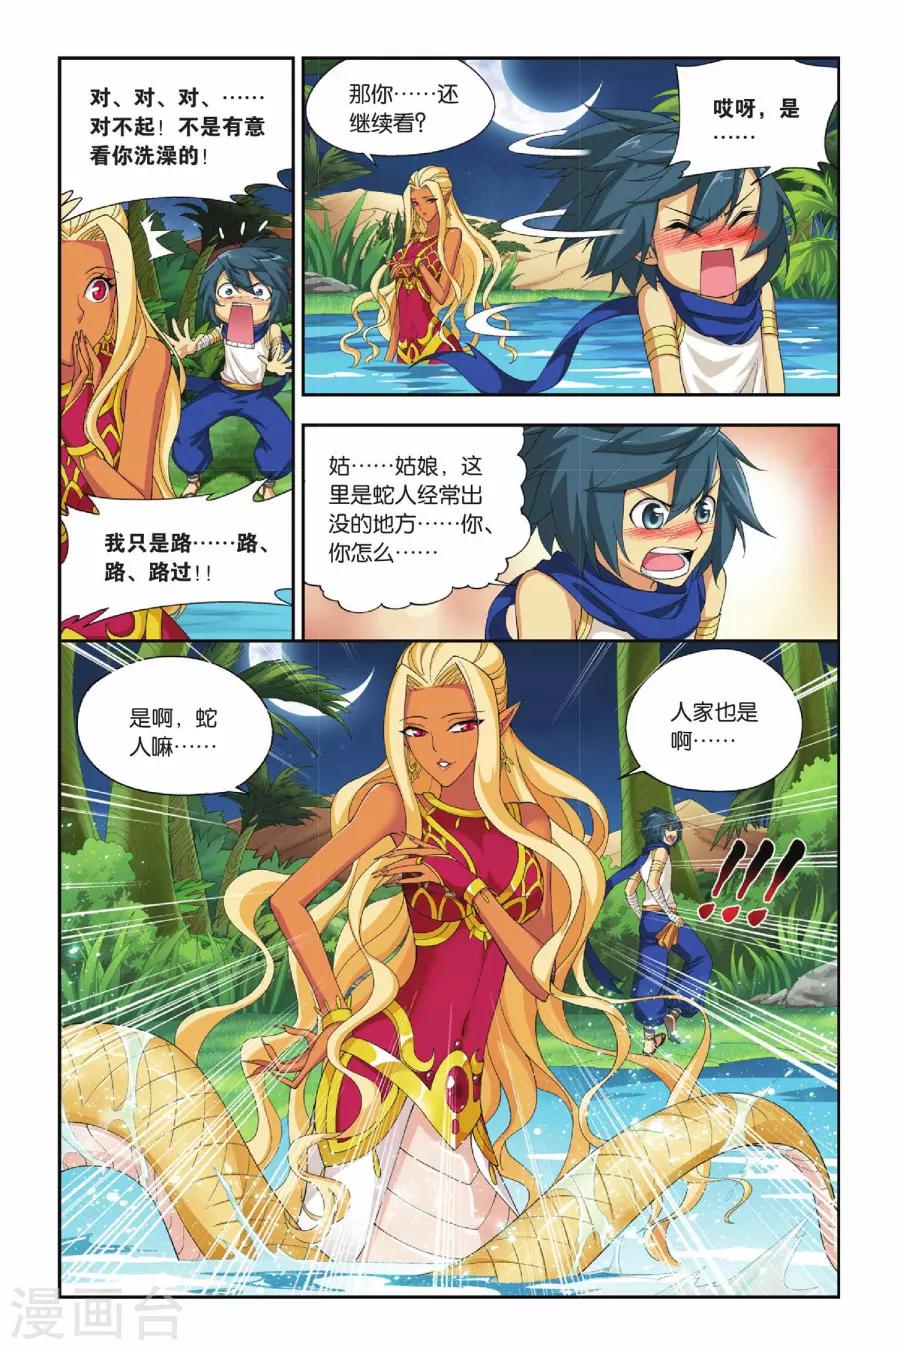 对、对、对、……
对不起！不是有意
看你洗澡的！
我只是路……路、
路、路过！！
那你……还
继续看？
哎呀，是
……
姑……姑娘，这
里是蛇人经常出
没的地方……你、
你怎么……
是啊，蛇
人嘛……
人家也是
啊……
!!!
漫画台